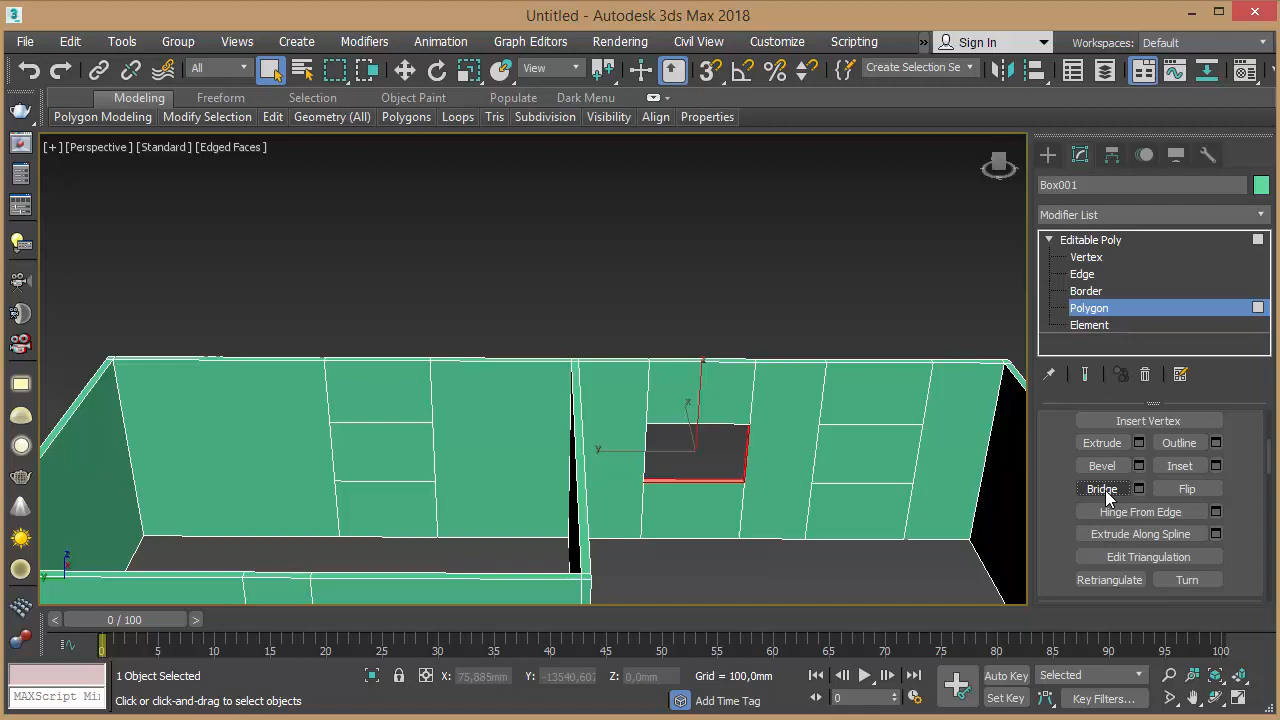 Untitled - Autodesk 3ds Max 2018
File Edit Tools Group Views Create Modifiers Animation Graph Editors Rendering Civil View Customize Scripting » Sign In Workspaces: Default
All View Create Selection Se
Modeling Freeform Selection Object Paint Populate Dark Menu
Polygon Modeling Modify Selection Edit Geometry (All) Polygons Loops Tris Subdivision Visibility Align Properties
[+] [Perspective] [Standard] [Edged Faces]
Box001
Modifier List
Editable Poly
Vertex
Edge
Border
Polygon
Element
Insert Vertex
Extrude Outline
Bevel Inset
Bridge Flip
Hinge From Edge
Extrude Along Spline
Edit Triangulation
Retriangulate Turn
x
y
z
y
< 0 / 100 >
0 5 10 15 20 25 30 35 40 45 50 55 60 65 70 75 80 85 90 95 100
1 Object Selected X: 75,885mm Y: -13540,607 Z: 0,0mm Grid = 100,0mm Auto Key Selected
MAXScript Mi Click or click-and-drag to select objects Add Time Tag 0 Set Key Key Filters...